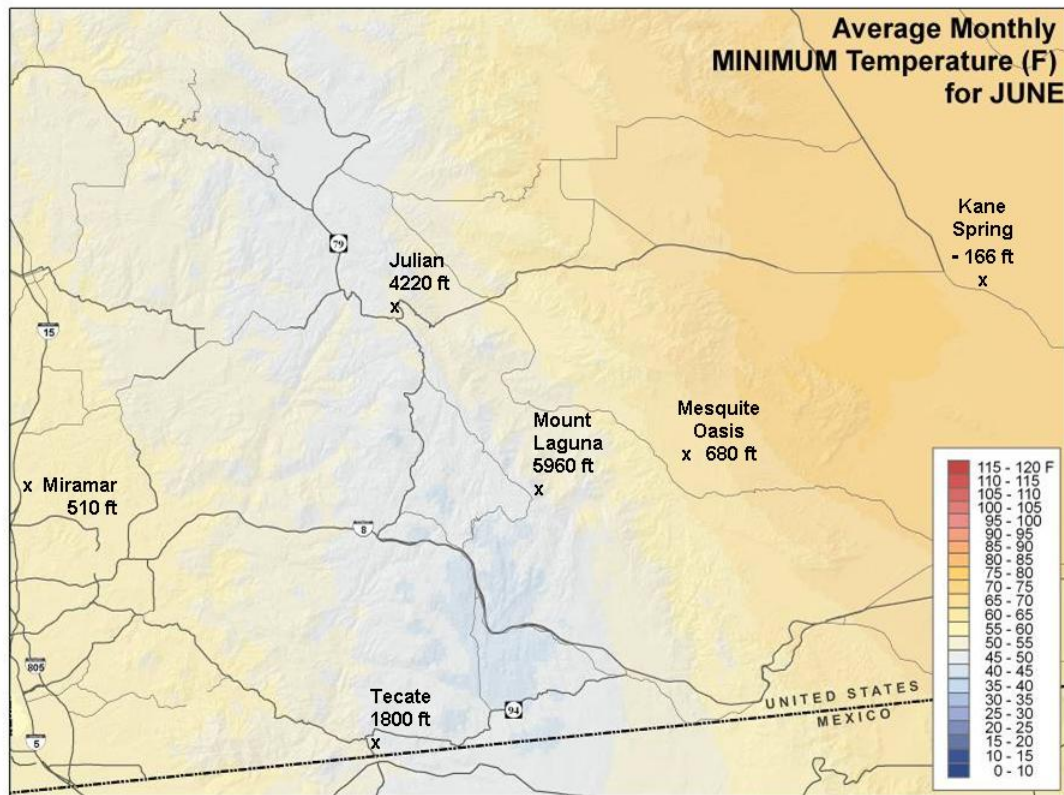 Average Monthly
MINIMUM Temperature (F)
for JUNE
Kane
Spring
- 166 ft
x
79
Julian
4220 ft
x
15
Mount
Laguna
5960 ft
x
Mesquite
Oasis
x 680 ft
x Miramar
510 ft
8
115 - 120 F
110 - 115
105 - 110
100 - 105
95 - 100
90 - 95
85 - 90
80 - 85
75 - 80
70 - 75
65 - 70
60 - 65
55 - 60
50 - 55
45 - 50
40 - 45
35 - 40
30 - 35
25 - 30
20 - 25
15 - 20
10 - 15
0 - 10
805
Tecate
1800 ft
x
94
UNITED STATES
MEXICO
5